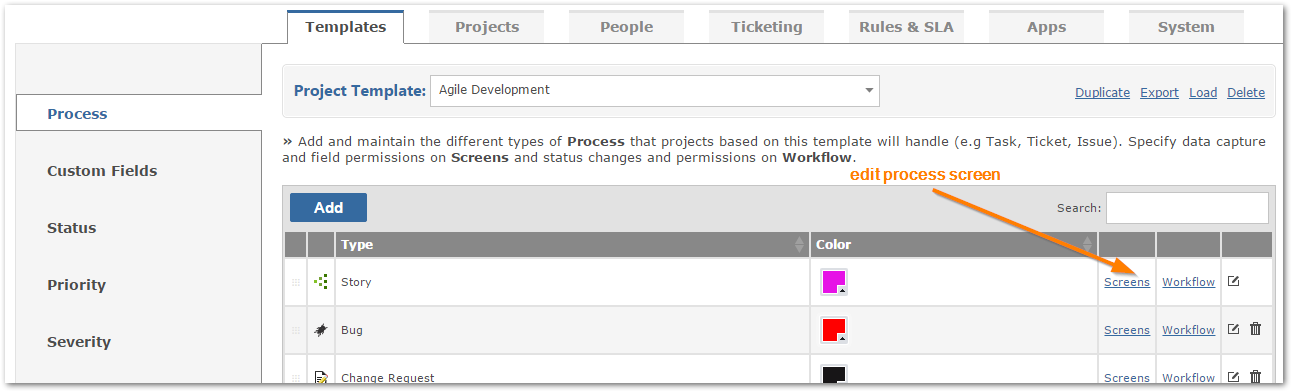 Templates Projects People Ticketing Rules & SLA Apps System
Process
Custom Fields
Status
Priority
Severity
Project Template: Agile Development Duplicate Export Load Delete
» Add and maintain the different types of Process that projects based on this template will handle (e.g Task, Ticket, Issue). Specify data capture
and field permissions on Screens and status changes and permissions on Workflow.
edit process screen
Add Search:
Type Color
Story Screens Workflow
Bug Screens Workflow
Change Request Screens Workflow